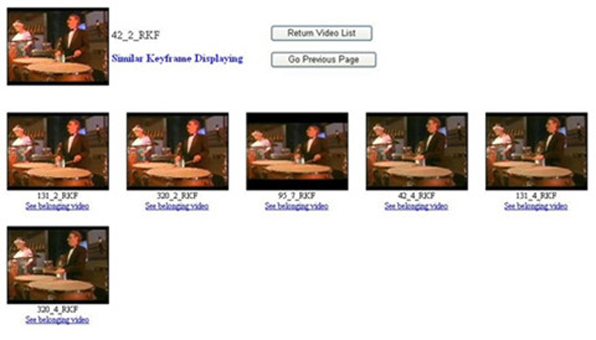 42_2_RKF
Return Video List
Similar Keyframe Displaying
Go Previous Page
131_2_RKF
320_2_RKF
95_7_RKF
42_4_RKF
131_4_RKF
See belonging video
See belonging video
See belonging video
See belonging video
See belonging video
320_4_RKF
See belonging video